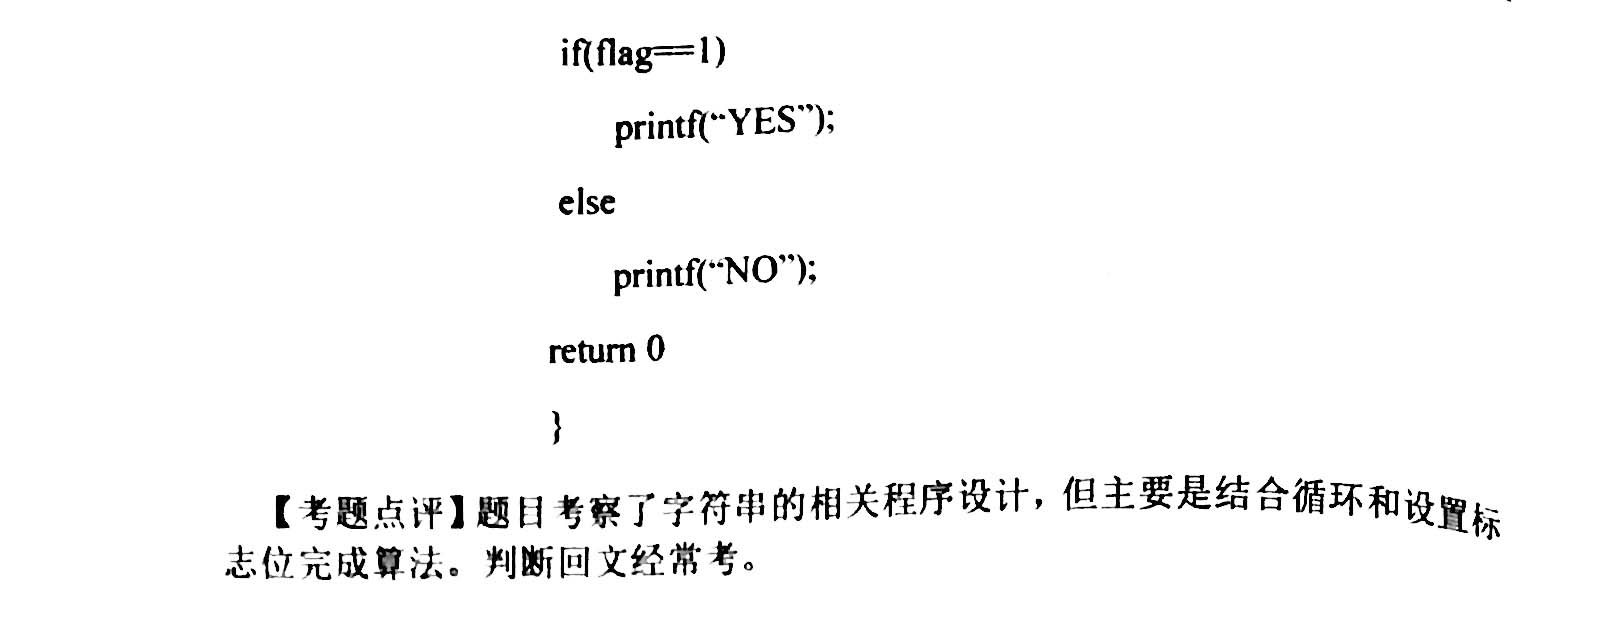 if(flag==1)
printf(“YES”);
else
printf(“NO”);
return 0
}
【考题点评】题目考察了字符串的相关程序设计，但主要是结合循环和设置标
志位完成算法。判断回文经常考。